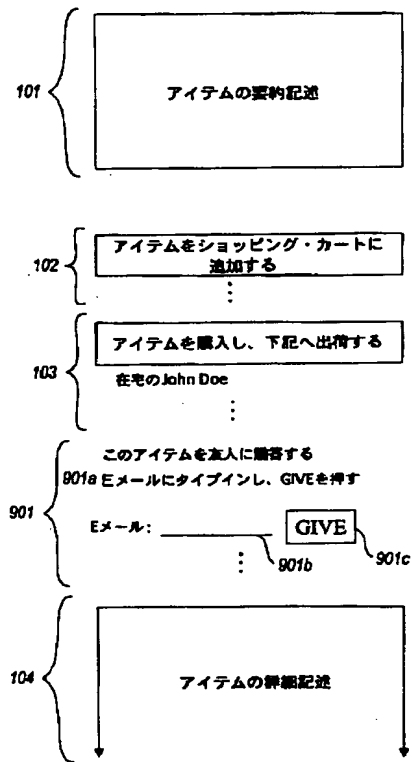 101
アイテムの要約記述
102
アイテムをショッピング・カートに
追加する
103
アイテムを購入し、下記へ出荷する
在宅のJohn Doe
901
このアイテムを友人に贈答する
901a Eメールにタイプインし、GIVEを押す
Eメール:
GIVE
901b
901c
104
アイテムの詳細記述